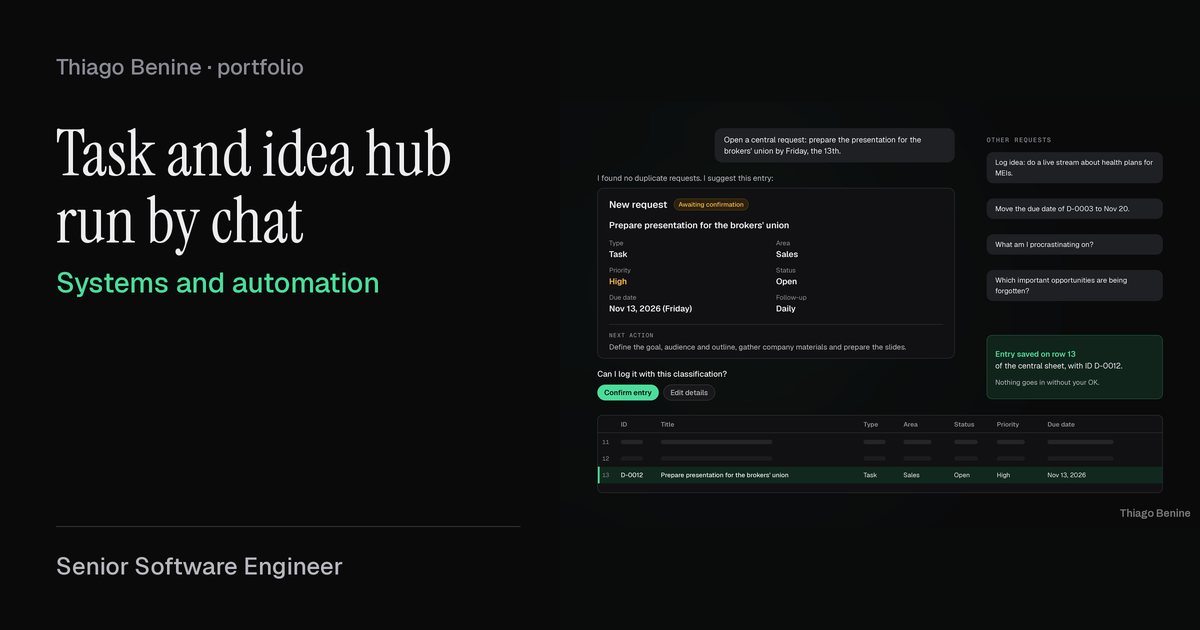 Thiago Benine · portfolio
Task and idea hub
run by chat
Systems and automation
Senior Software Engineer
Open a central request: prepare the presentation for the
brokers' union by Friday, the 13th.
I found no duplicate requests. I suggest this entry:
New request Awaiting confirmation
Prepare presentation for the brokers' union
Type Area
Task Sales
Priority Status
High Open
Due date Follow-up
Nov 13, 2026 (Friday) Daily
NEXT ACTION
Define the goal, audience and outline, gather company materials and prepare the slides.
Can I log it with this classification?
Confirm entry Edit details
OTHER REQUESTS
Log idea: do a live stream about health plans for
MEIs.
Move the due date of D-0003 to Nov 20.
What am I procrastinating on?
Which important opportunities are being
forgotten?
Entry saved on row 13
of the central sheet, with ID D-0012.
Nothing goes in without your OK.
ID Title Type Area Status Priority Due date
11
12
13 D-0012 Prepare presentation for the brokers' union Task Sales Open High Nov 13, 2026
Thiago Benine